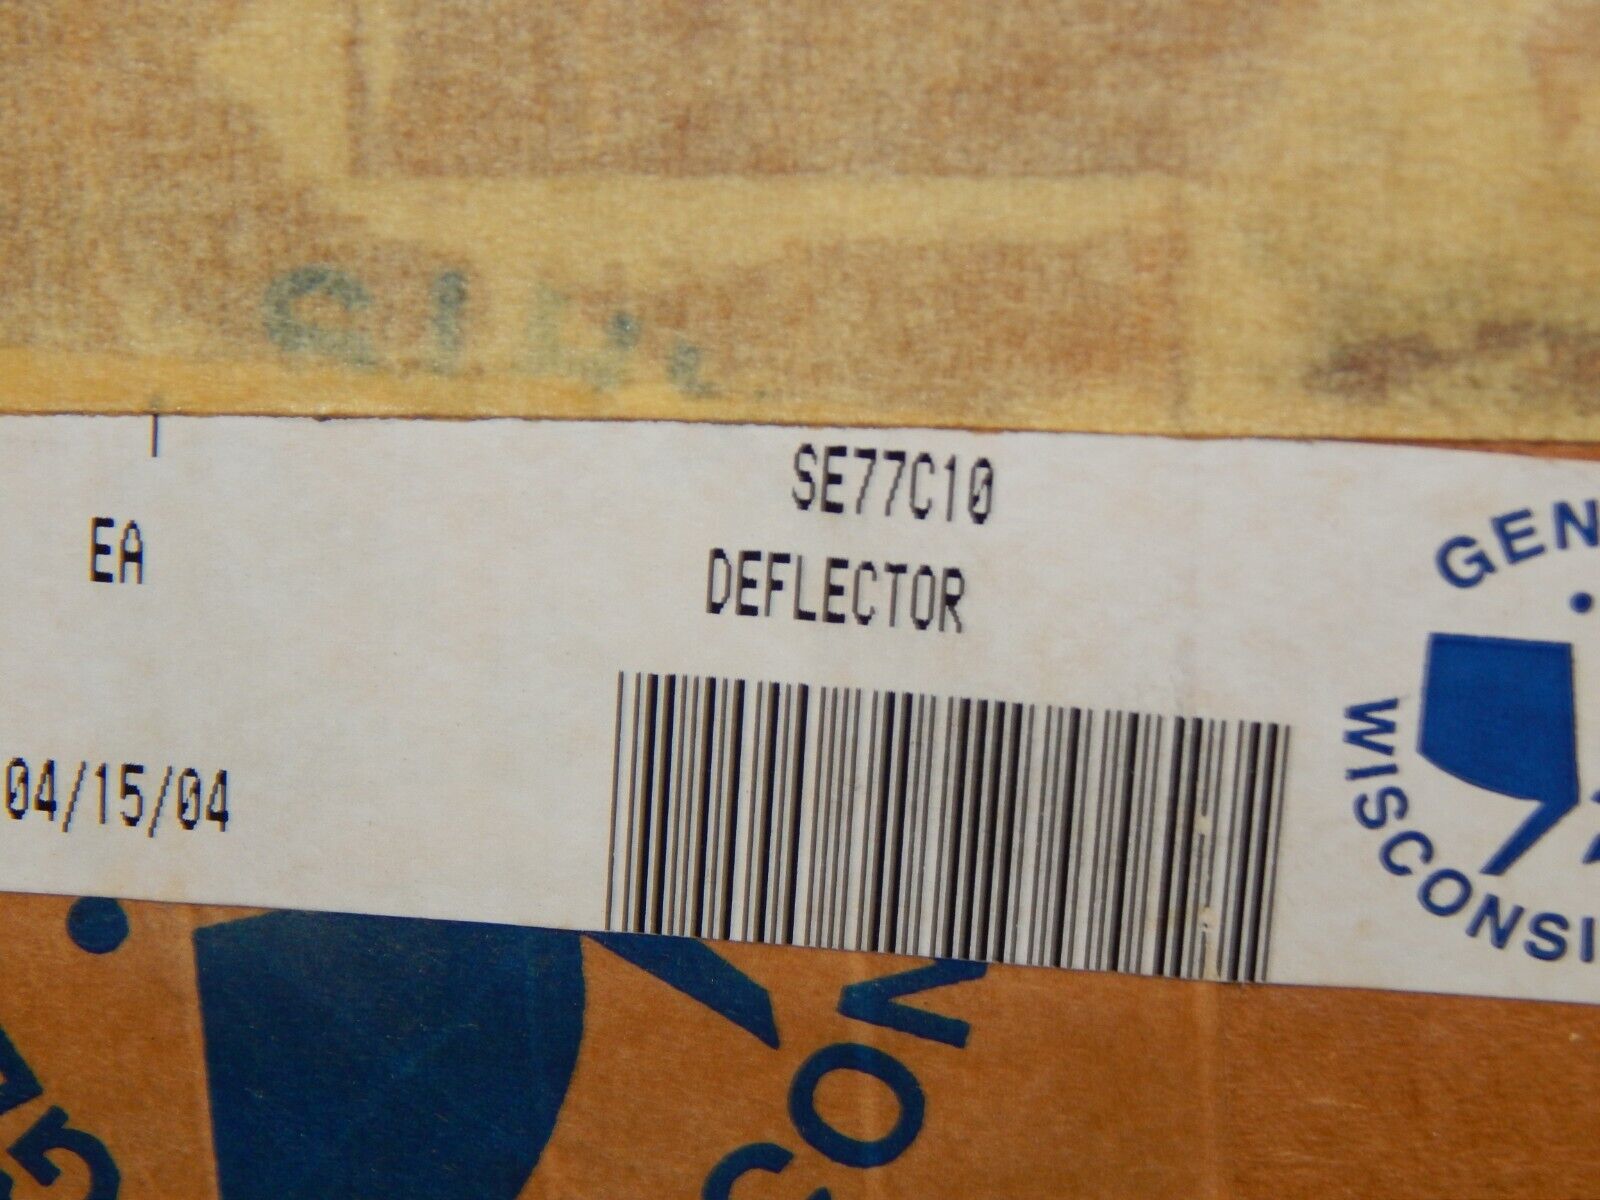 SE77C10
EA
DEFLECTOR
04/15/04
GEN
WISCONSI